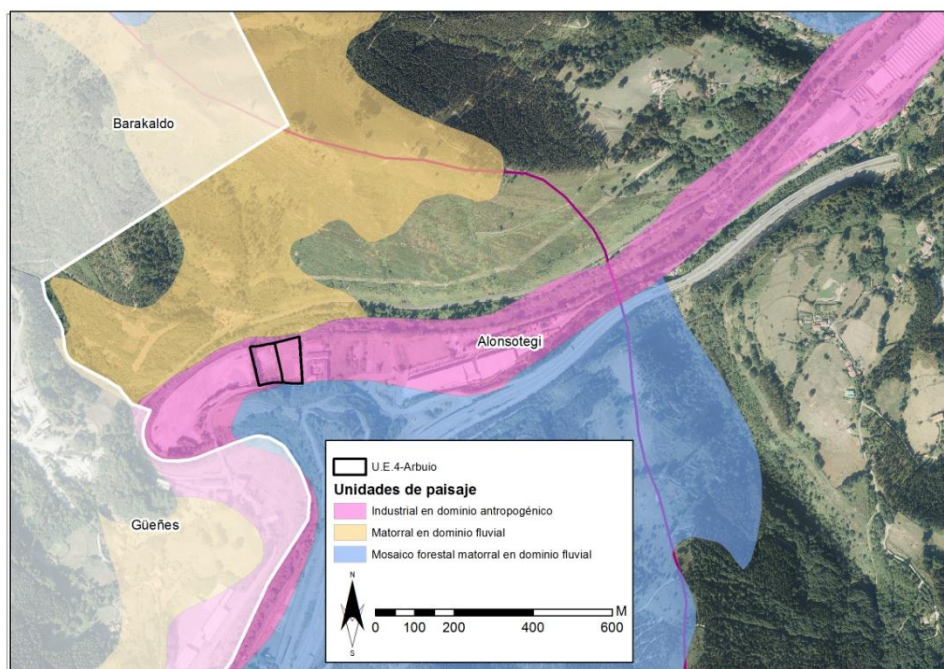 Barakaldo
Alonsotegi
Güeñes
U.E.4-Arbuio
Unidades de paisaje
Industrial en dominio antropogénico
Matorral en dominio fluvial
Mosaico forestal matorral en dominio fluvial
N
S
M
0 100 200 400 600